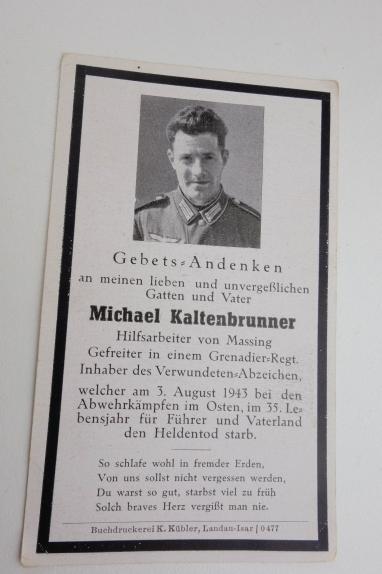 Gebets=Andenken
an meinen lieben und unvergeßlichen
Gatten und Vater
Michael Kaltenbrunner
Hilfsarbeiter von Massing
Gefreiter in einem Grenadier=Regt.
Inhaber des Verwundeten=Abzeichen,
welcher am 3. August 1943 bei den
Abwehrkämpfen im Osten, im 35. Le=
bensjahr für Führer und Vaterland
den Heldentod starb.
So schlafe wohl in fremder Erden,
Von uns sollst nicht vergessen werden,
Du warst so gut, starbst viel zu früh
Solch braves Herz vergißt man nie.
Buchdruckerei K. Kübler, Landau-Isar / 0477